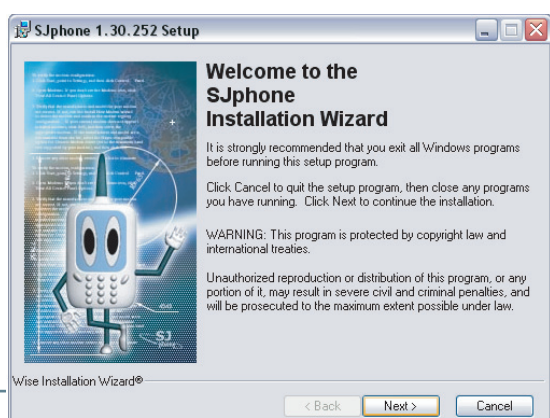 SJphone 1.30.252 Setup
Welcome to the
SJphone
Installation Wizard
It is strongly recommended that you exit all Windows programs
before running this setup program.
Click Cancel to quit the setup program, then close any programs
you have running. Click Next to continue the installation.
WARNING: This program is protected by copyright law and
international treaties.
Unauthorized reproduction or distribution of this program, or any
portion of it, may result in severe civil and criminal penalties, and
will be prosecuted to the maximum extent possible under law.
SJ
phone
Wise Installation Wizard®
< Back
Next >
Cancel